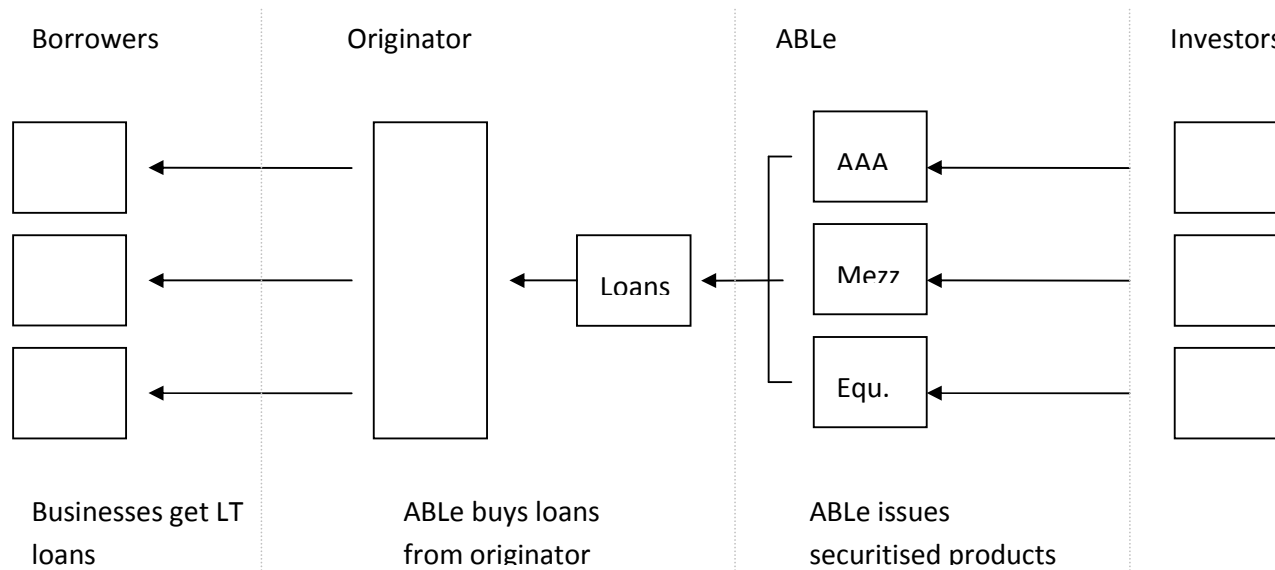 Borrowers
Originator
ABLe
Investors
AAA
Loans
Mezz
Equ.
Businesses get LT
loans
ABLe buys loans
from originator
ABLe issues
securitised products